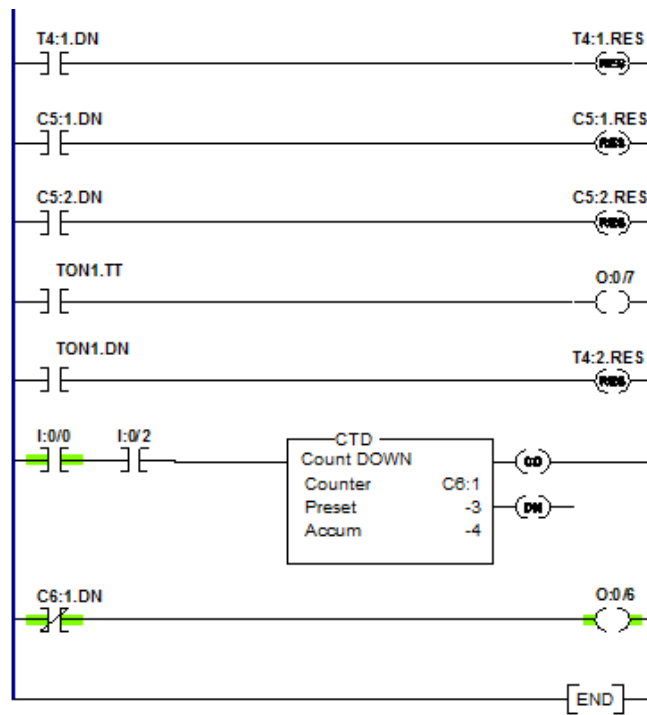 T4:1.DN T4:1.RES
RES
C5:1.DN C5:1.RES
RES
C5:2.DN C5:2.RES
RES
TON1.TT O:0/7
TON1.DN T4:2.RES
RES
I:0/0 I:0/2 CTD
Count DOWN CD
Counter C6:1
Preset -3 DN
Accum -4
C6:1.DN O:0/6
END